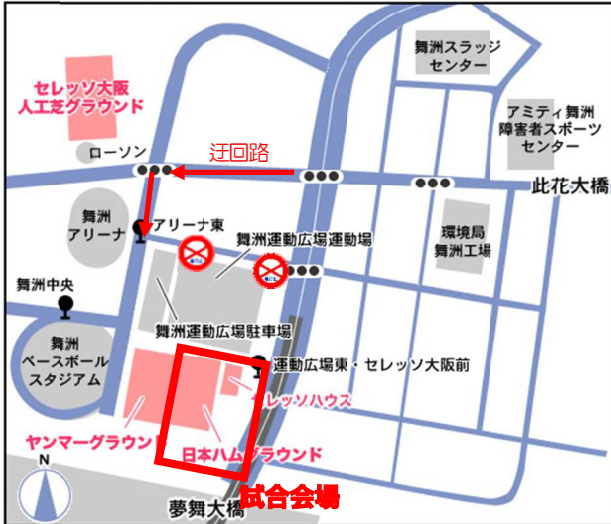 舞洲スラッジ
センター
セレッソ大阪
人工芝グラウンド
アミティ舞洲
障害者スポーツ
センター
ローソン
迂回路
此花大橋
舞洲
アリーナ
アリーナ東
舞洲運動広場運動場
環境局
舞洲工場
舞洲中央
舞洲運動広場駐車場
舞洲
ベースボール
スタジアム
運動広場東・セレッソ大阪前
セレッソハウス
ヤンマーグラウンド
日本ハムグラウンド
N
夢舞大橋
試合会場